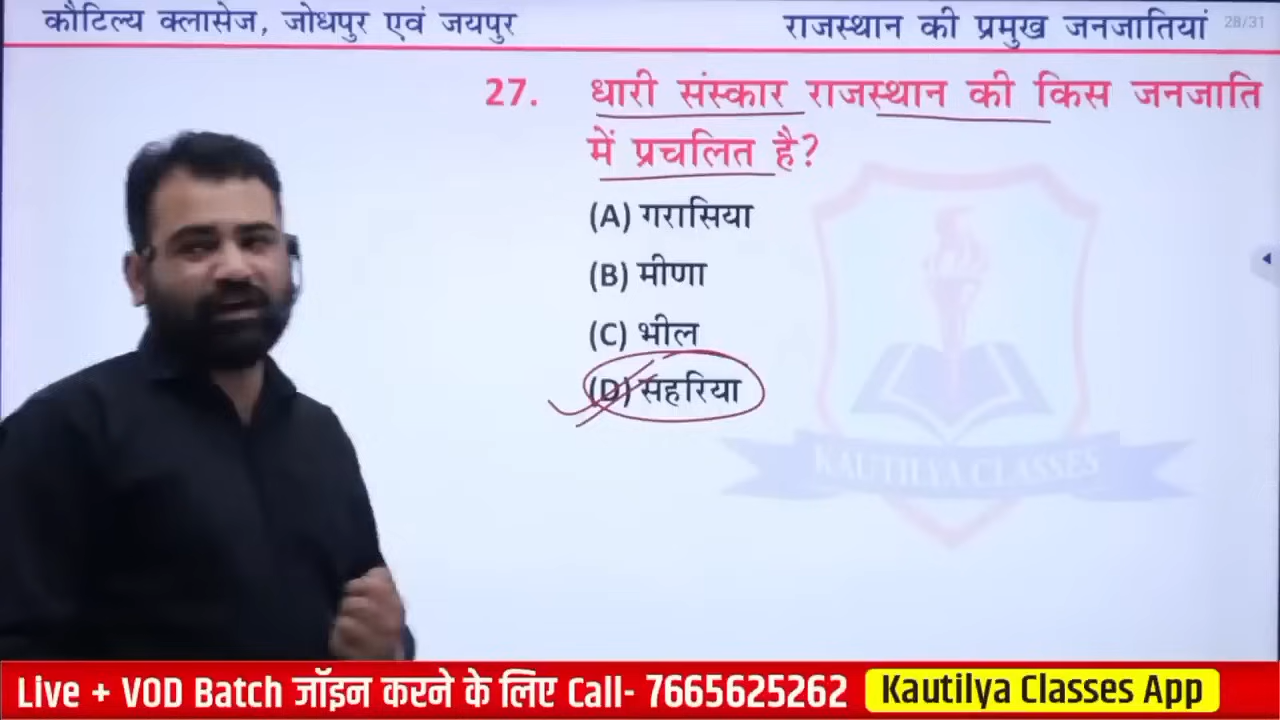 कौटिल्य क्लासेज, जोधपुर एवं जयपुर
राजस्थान की प्रमुख जनजातियां
28/31
27. धारी संस्कार राजस्थान की किस जनजाति
में प्रचलित है?
(A) गरासिया
(B) मीणा
(C) भील
(D) सहरिया
KAUTILYA CLASSES
Live + VOD Batch जॉइन करने के लिए Call- 7665625262
Kautilya Classes App